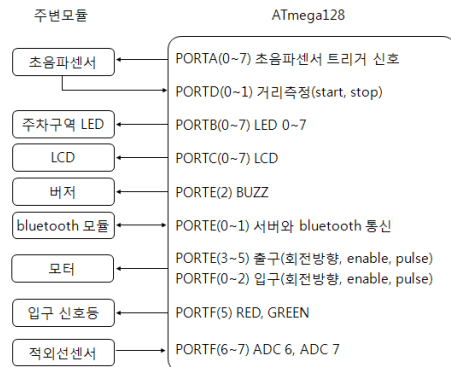 주변모듈 ATmega128
초음파센서 PORTA(0~7) 초음파센서 트리거 신호
PORTD(0~1) 거리측정(start, stop)
주차구역 LED PORTB(0~7) LED 0~7
LCD PORTC(0~7) LCD
버저 PORTE(2) BUZZ
bluetooth 모듈 PORTE(0~1) 서버와 bluetooth 통신
모터 PORTE(3~5) 출구(회전방향, enable, pulse)
PORTF(0~2) 입구(회전방향, enable, pulse)
입구 신호등 PORTF(5) RED, GREEN
적외선센서 PORTF(6~7) ADC 6, ADC 7